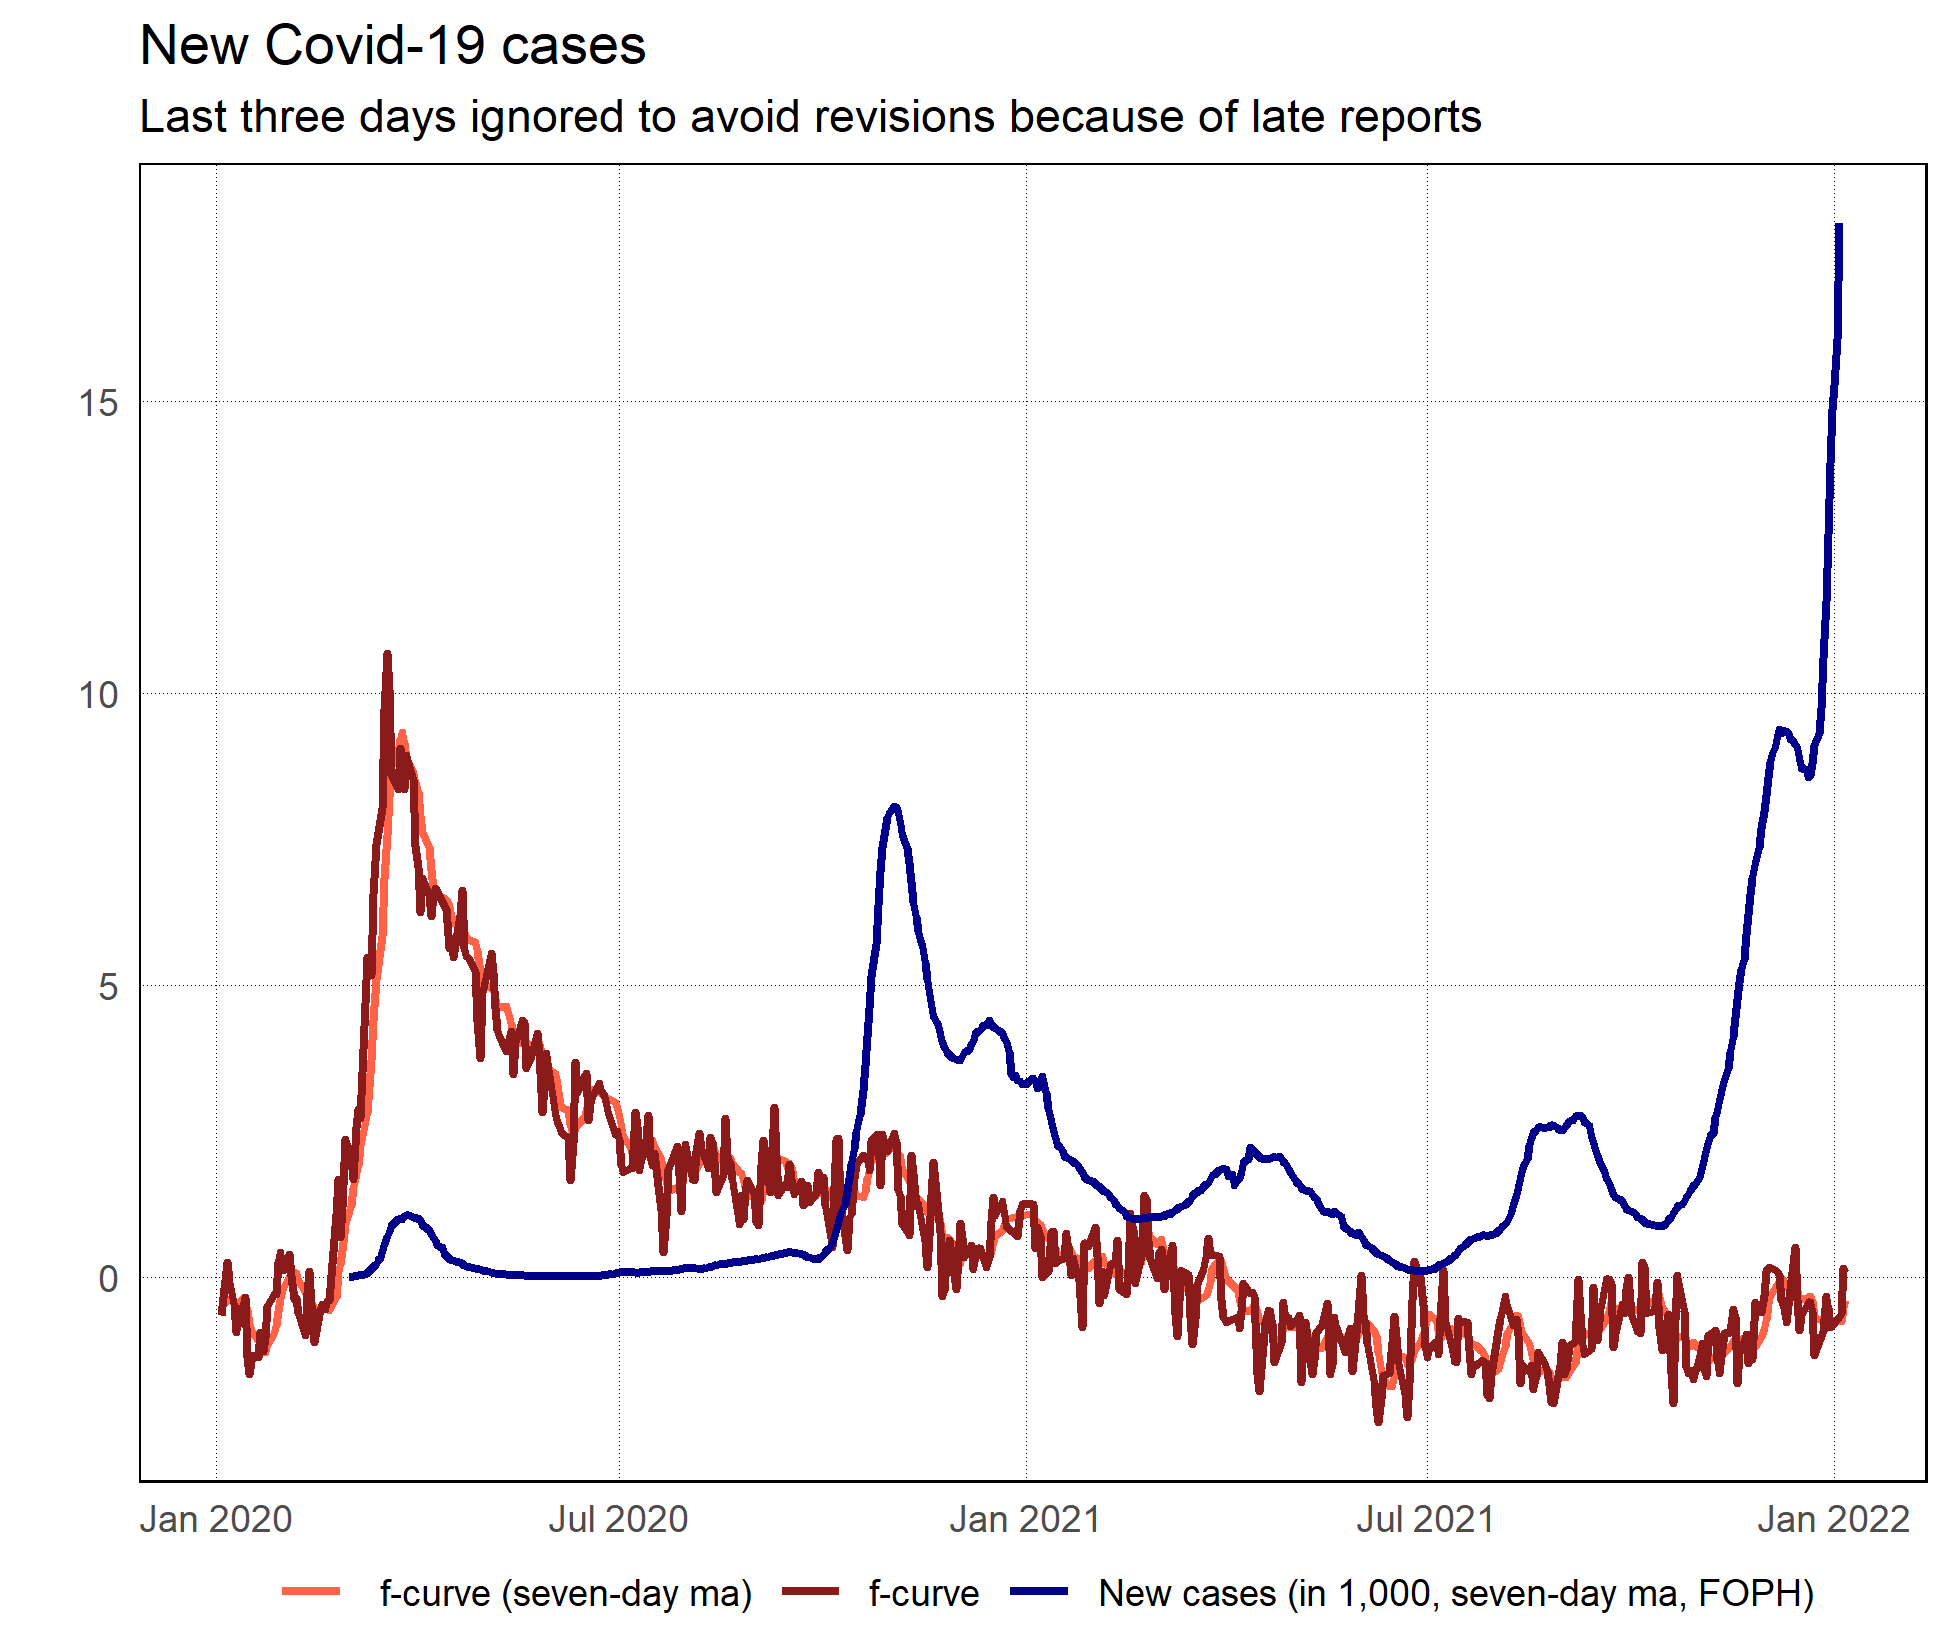 New Covid-19 cases
Last three days ignored to avoid revisions because of late reports
15
10
5
0
Jan 2020 Jul 2020 Jan 2021 Jul 2021 Jan 2022
f-curve (seven-day ma) f-curve New cases (in 1,000, seven-day ma, FOPH)